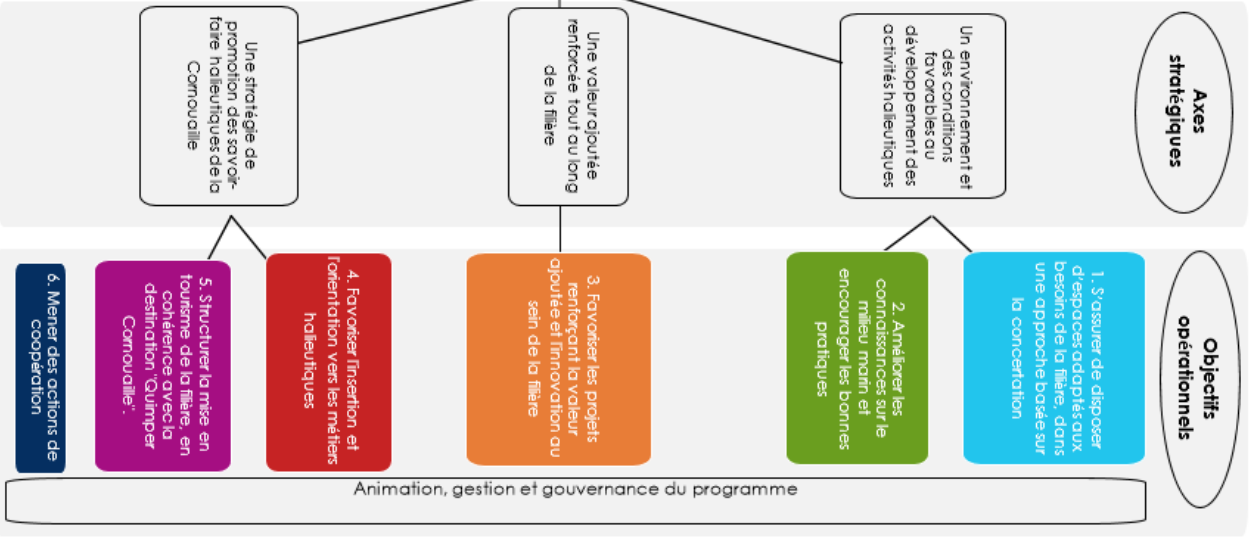 Axes
stratégiques
Un environnement et
des conditions
favorables au
développement des
activités halieutiques
Une valeur ajoutée
renforcée tout au long
de la filière
Une stratégie de
promotion des savoir-
faire halieutiques de la
Cornouaille
Objectifs
opérationnels
1. S'assurer de disposer
d'espaces adaptés aux
besoins de la filière, dans
une approche basée sur
la concertation
2. Améliorer les
connaissances sur le
milieu marin et
encourager les bonnes
pratiques
3. Favoriser les projets
renforçant la valeur
ajoutée et l'innovation au
sein de la filière
4. Favoriser l'insertion et
l'orientation vers les métiers
halieutiques
5. Structurer la mise en
tourisme de la filière, en
cohérence avec la
destination "Quimper
Cornouaille".
6. Mener des actions de
coopération
Animation, gestion et gouvernance du programme